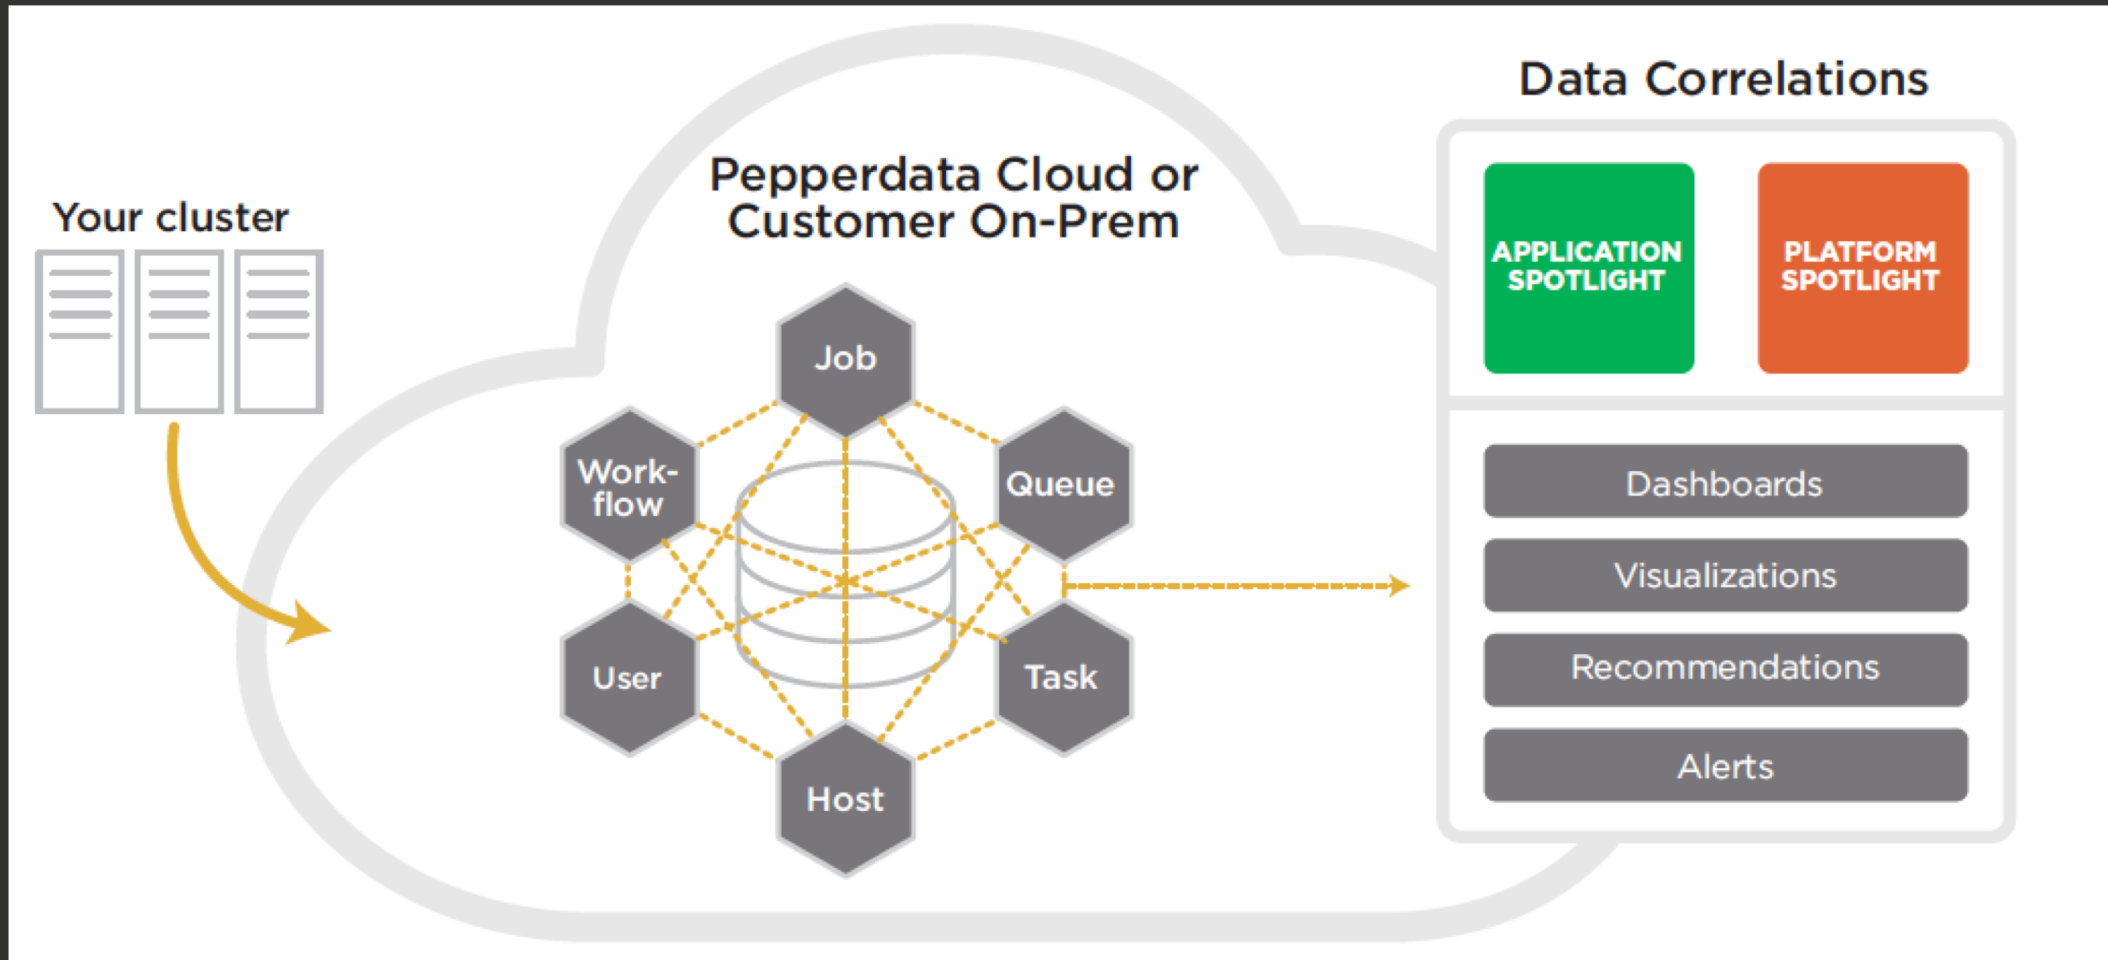 Your cluster
Pepperdata Cloud or
Customer On-Prem
Job
Work-
flow
Queue
User
Task
Host
Data Correlations
APPLICATION
SPOTLIGHT
PLATFORM
SPOTLIGHT
Dashboards
Visualizations
Recommendations
Alerts